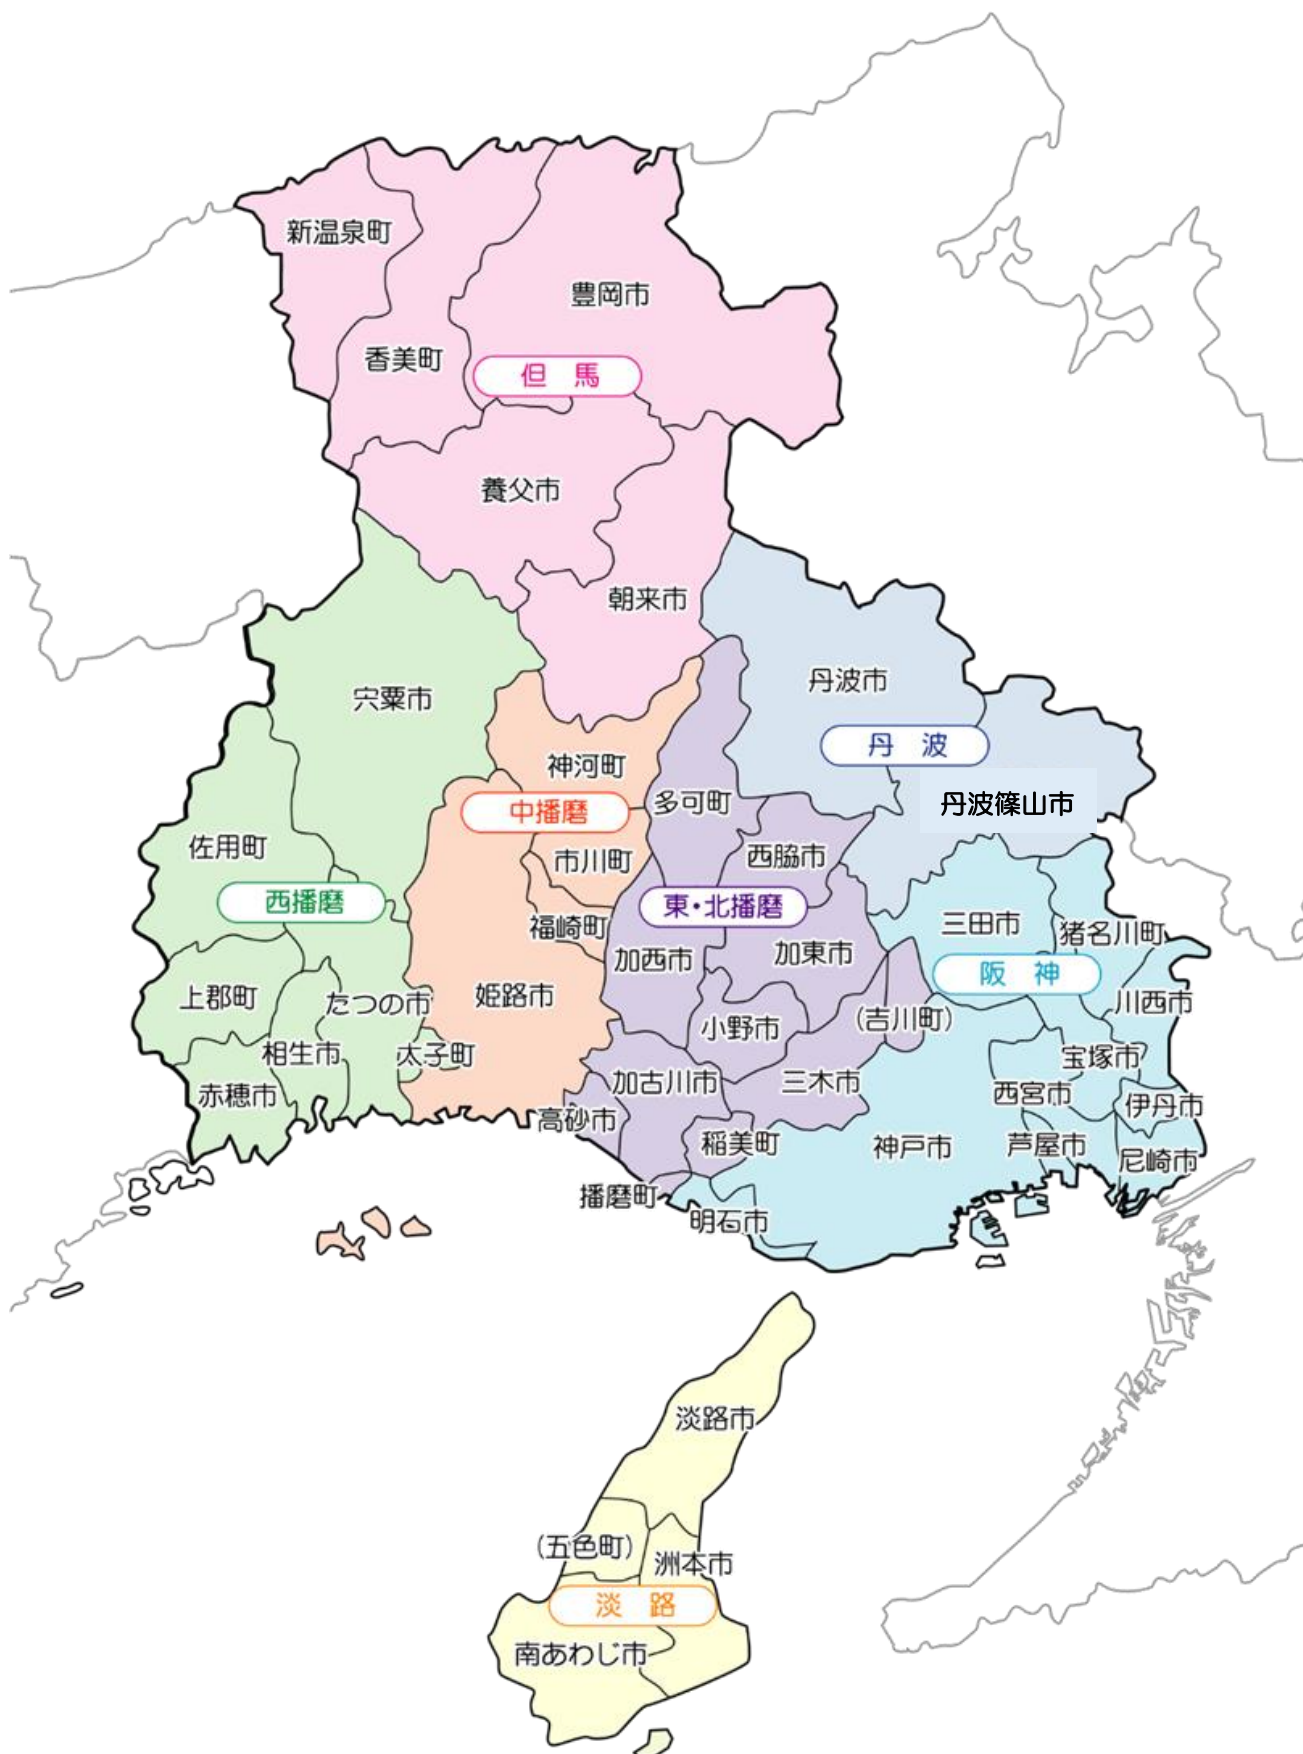 新温泉町
豊岡市
香美町
但 馬
養父市
朝来市
丹波市
宍粟市
丹 波
神河町
丹波篠山市
多可町
中播磨
佐用町
西脇市
市川町
西播磨
東・北播磨
三田市
福崎町
猪名川町
加西市
加東市
阪 神
上郡町
たつの市
姫路市
川西市
(吉川町)
小野市
相生市
太子町
宝塚市
赤穂市
加古川市
三木市
西宮市
伊丹市
高砂市
稲美町
神戸市
芦屋市
尼崎市
播磨町
明石市
淡路市
(五色町)
洲本市
淡 路
南あわじ市